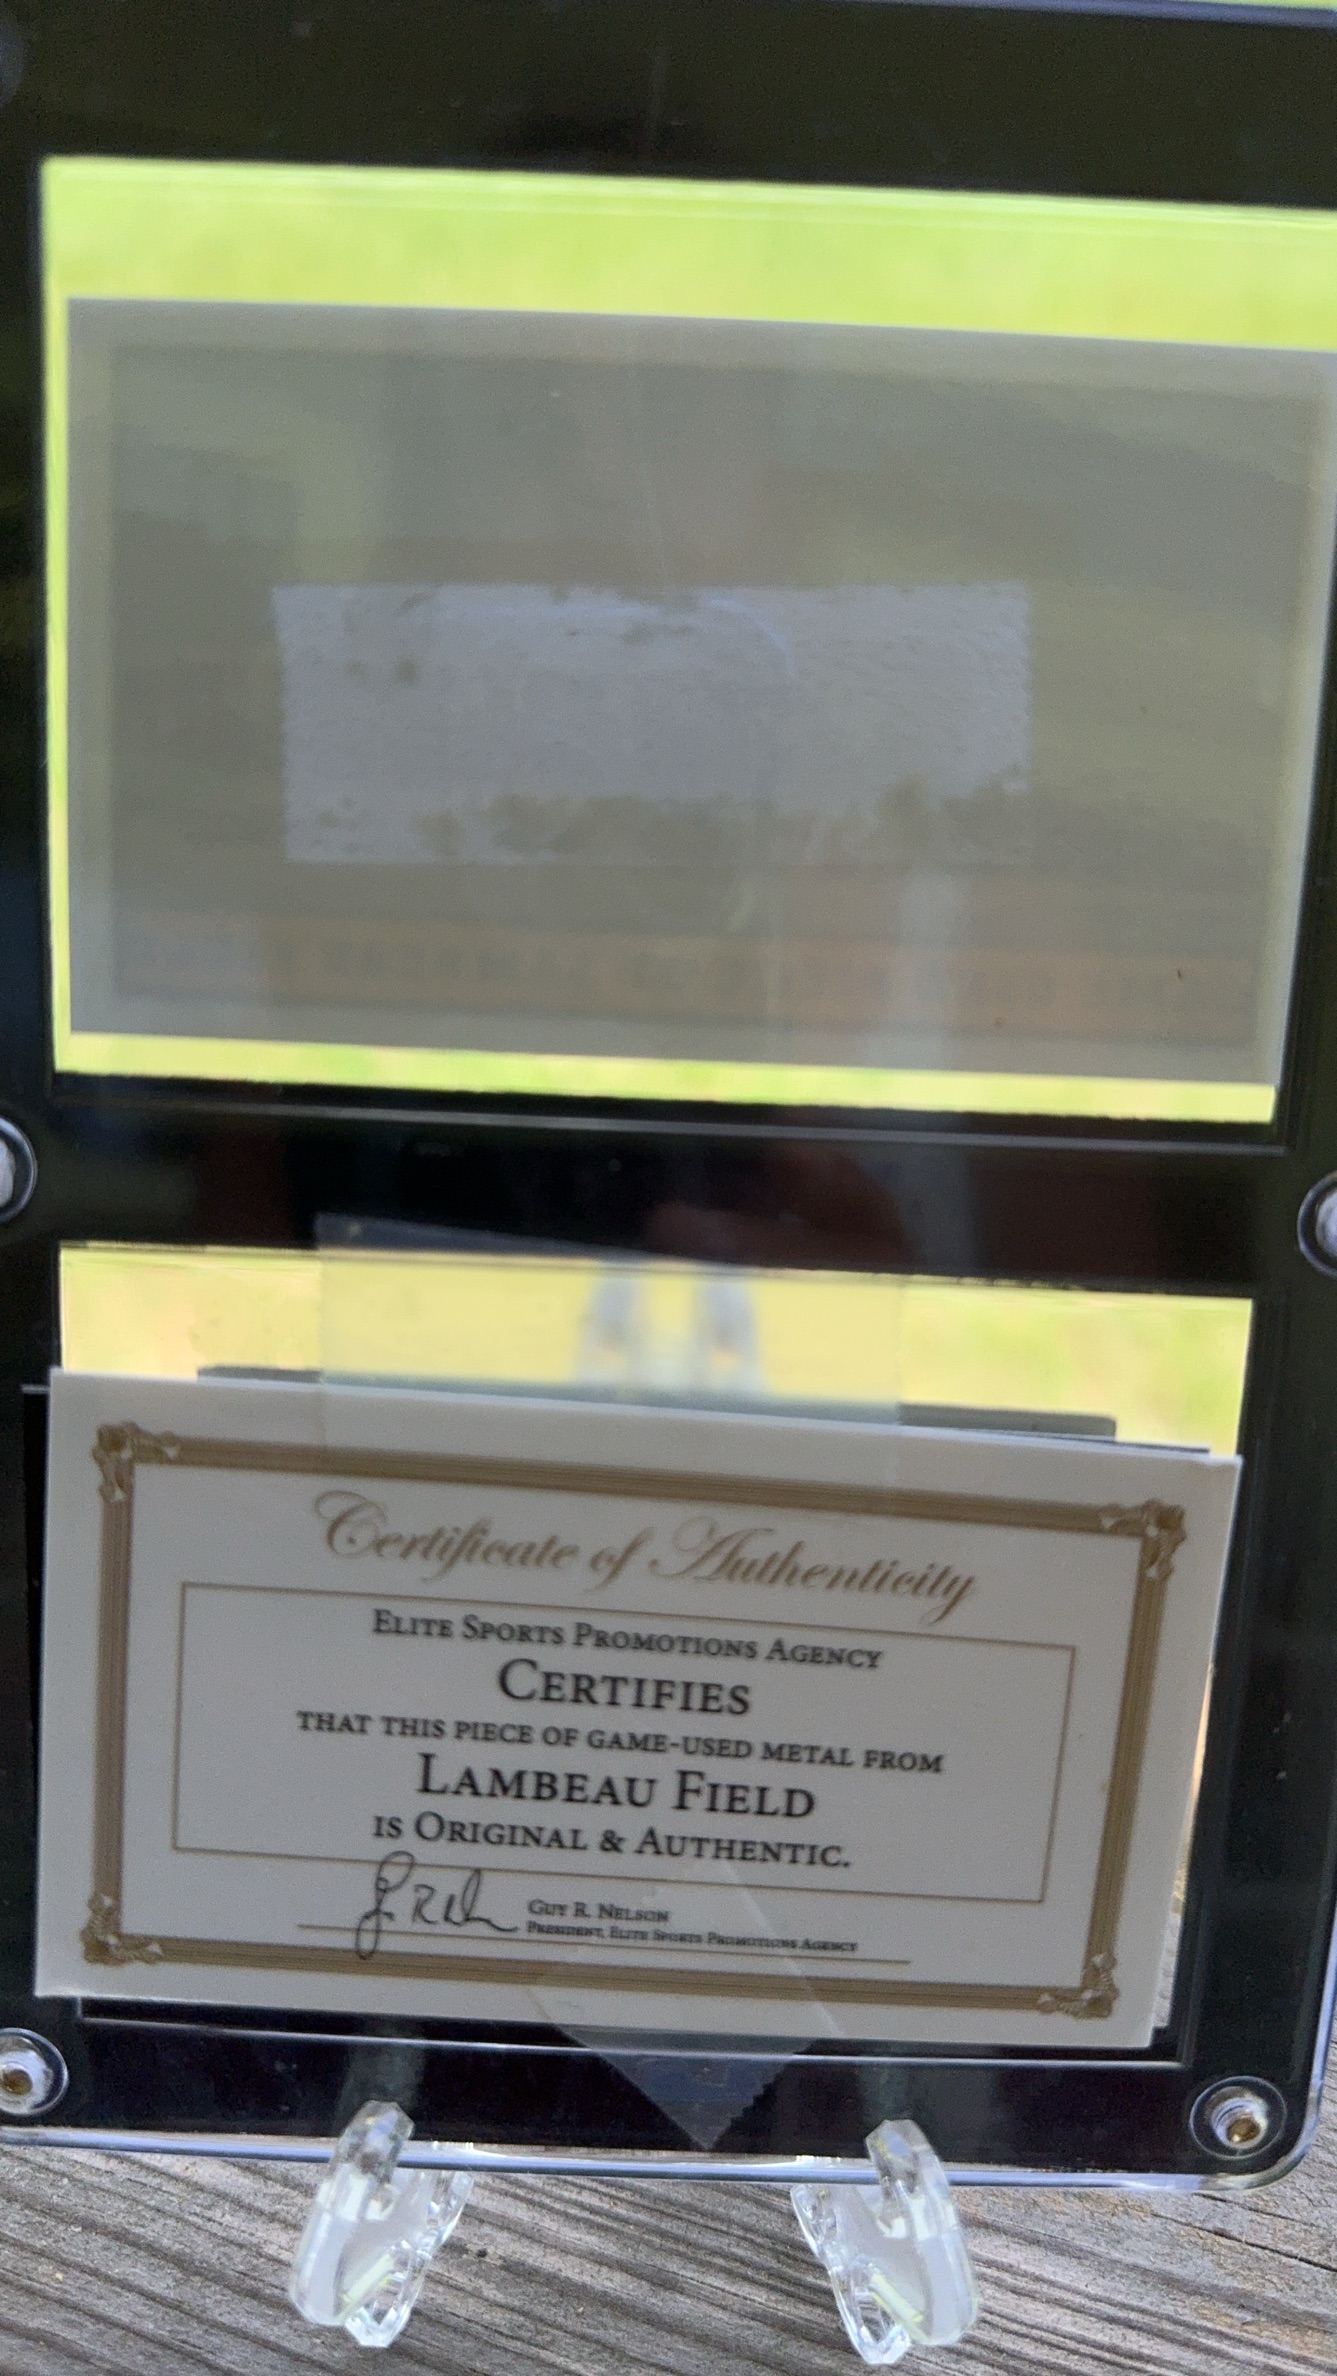 Certificate of Authenticity
ELITE SPORTS PROMOTIONS AGENCY
CERTIFIES
THAT THIS PIECE OF GAME-USED METAL FROM
LAMBEAU FIELD
IS ORIGINAL & AUTHENTIC.
GUY R. NELSON
PRESIDENT, ELITE SPORTS PROMOTIONS AGENCY